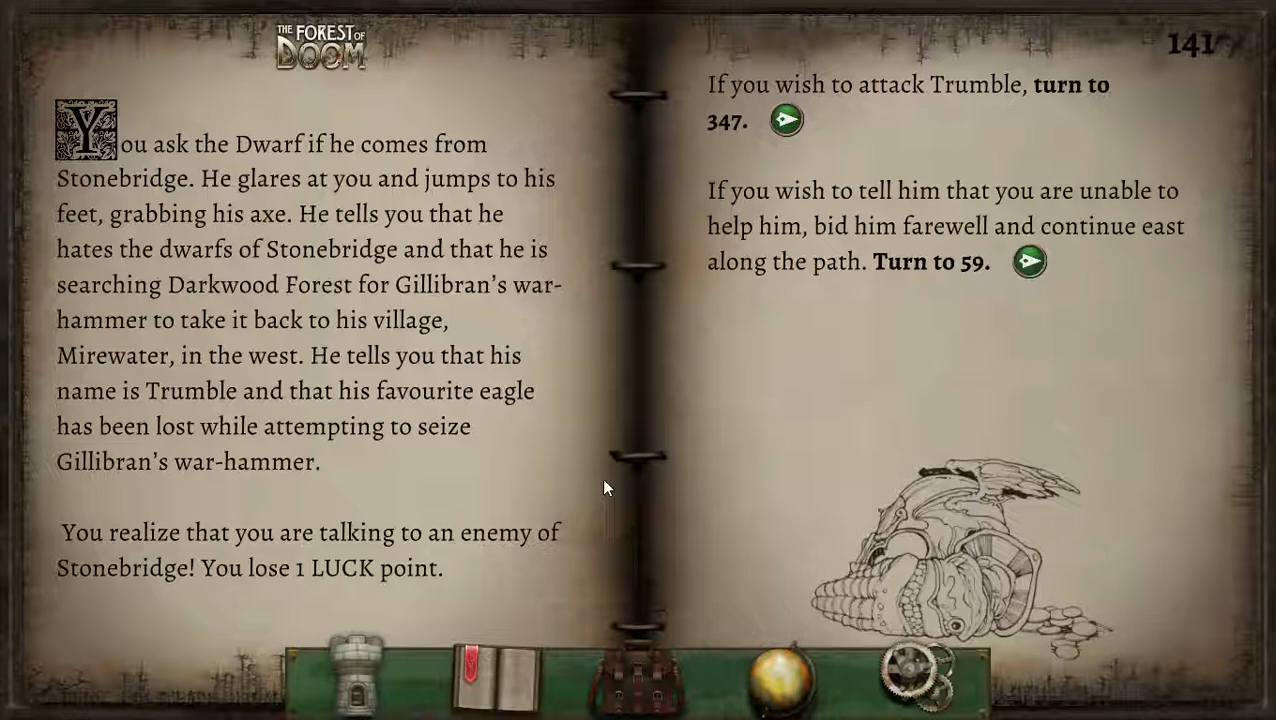 THE FOREST OF
DOOM
You ask the Dwarf if he comes from
Stonebridge. He glares at you and jumps to his
feet, grabbing his axe. He tells you that he
hates the dwarfs of Stonebridge and that he is
searching Darkwood Forest for Gillibran's war-
hammer to take it back to his village,
Mirewater, in the west. He tells you that his
name is Trumble and that his favourite eagle
has been lost while attempting to seize
Gillibran's war-hammer.
You realize that you are talking to an enemy of
Stonebridge! You lose 1 LUCK point.
141
If you wish to attack Trumble, turn to
347.
If you wish to tell him that you are unable to
help him, bid him farewell and continue east
along the path. Turn to 59.